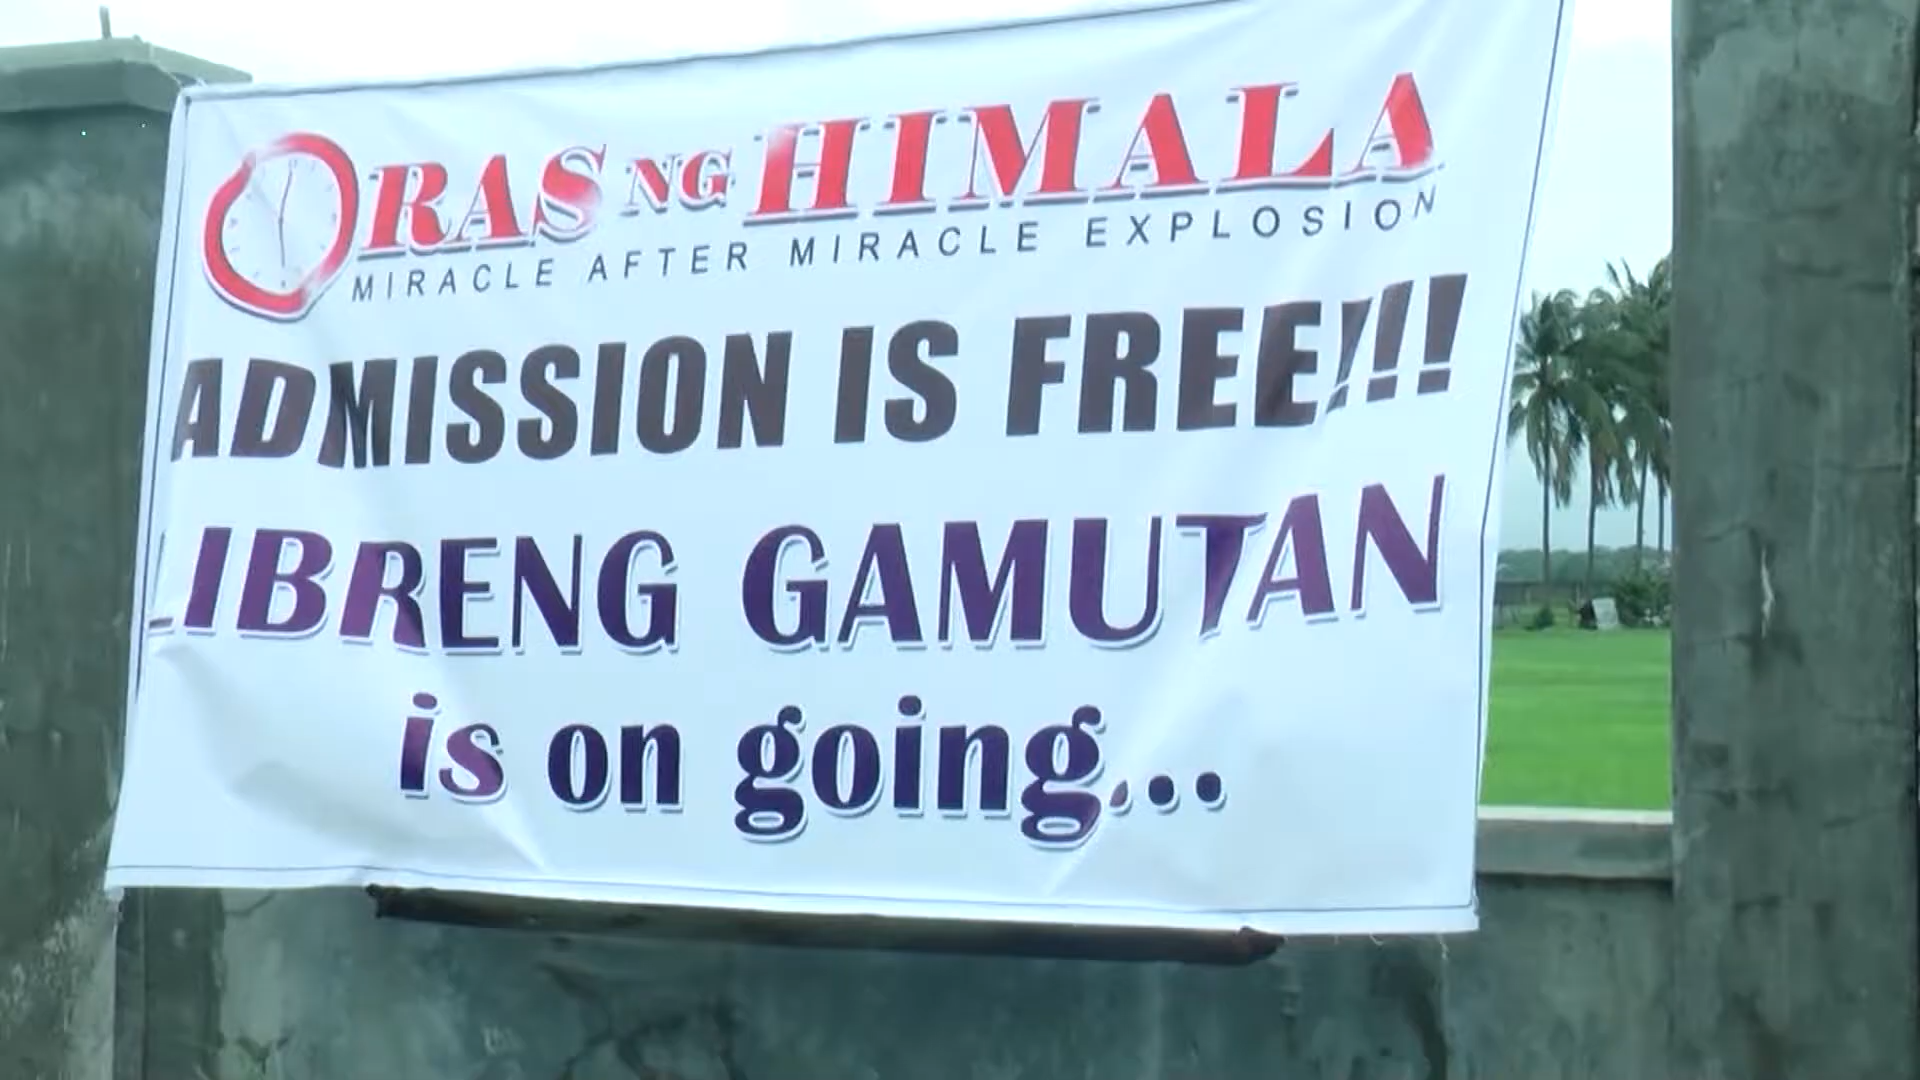 ORAS NG HIMALA
MIRACLE AFTER MIRACLE EXPLOSION
ADMISSION IS FREE!!!
LIBRENG GAMUTAN
is on going...